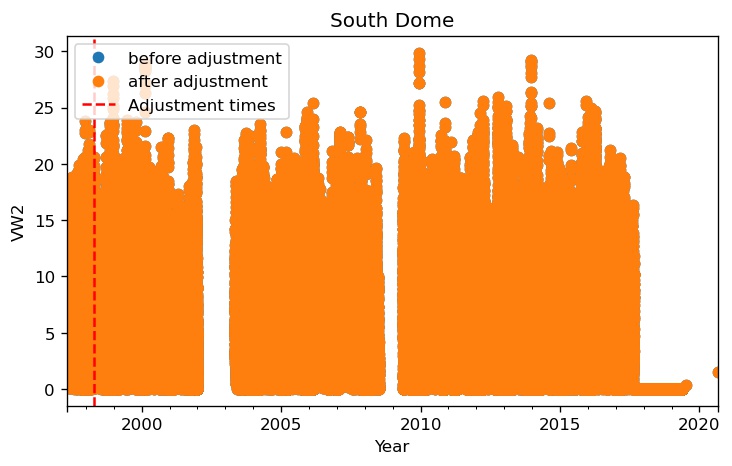 South Dome
before adjustment
after adjustment
Adjustment times
VW2
30
25
20
15
10
5
0
2000
2005
2010
2015
2020
Year